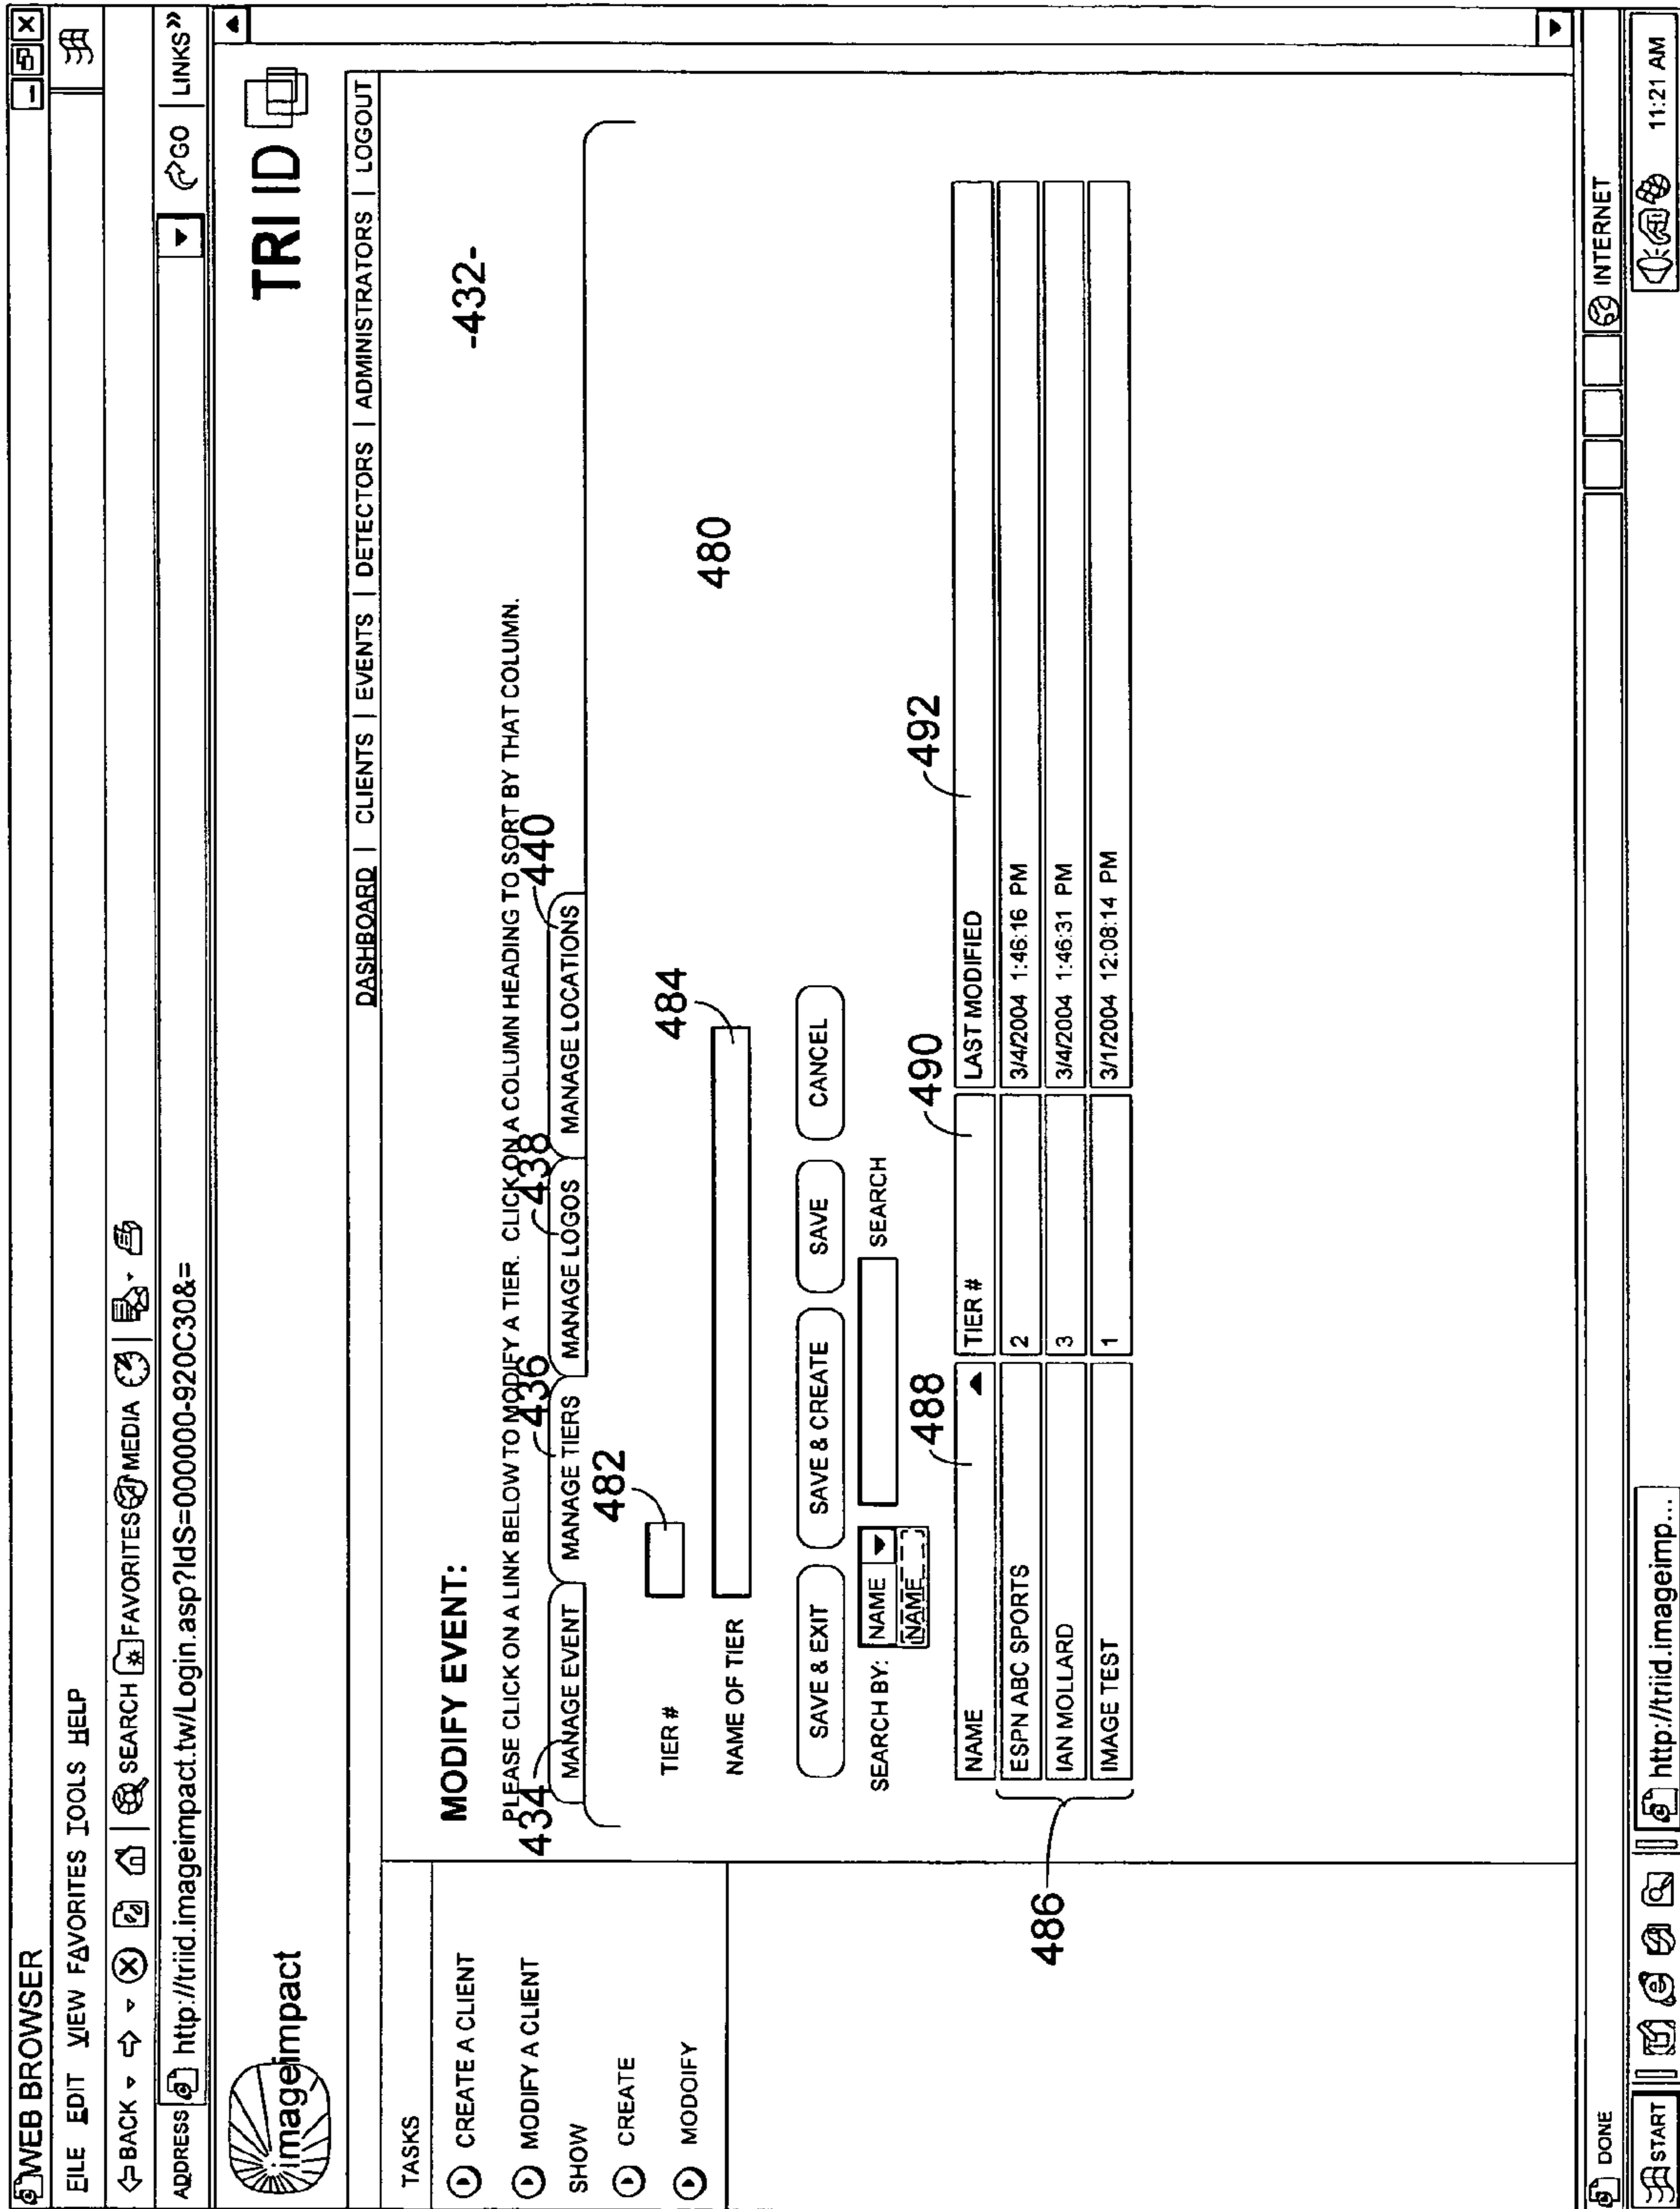 WEB BROWSER
FILE EDIT VIEW FAVORITES TOOLS HELP
BACK SEARCH FAVORITES MEDIA
ADDRESS http://triid.imageimpact.tw/Login.asp?IdS=000000-920C30&= GO LINKS»
imageimpact
TRI ID
DASHBOARD | CLIENTS | EVENTS | DETECTORS | ADMINISTRATORS | LOGOUT
TASKS
CREATE A CLIENT
MODIFY A CLIENT
SHOW
CREATE
MODOIFY
MODIFY EVENT:
-432-
PLEASE CLICK ON A LINK BELOW TO MODIFY A TIER. CLICK ON A COLUMN HEADING TO SORT BY THAT COLUMN.
434 436 438 440
MANAGE EVENT MANAGE TIERS MANAGE LOGOS MANAGE LOCATIONS
482
TIER #
484
480
NAME OF TIER
SAVE & EXIT SAVE & CREATE SAVE CANCEL
SEARCH BY: NAME SEARCH
NAME
488 490 492
NAME TIER # LAST MODIFIED
ESPN ABC SPORTS 2 3/4/2004 1:46:16 PM
IAN MOLLARD 3 3/4/2004 1:46:31 PM
IMAGE TEST 1 3/1/2004 12:08:14 PM
486
DONE INTERNET
START http://triid.imageimp... 11:21 AM